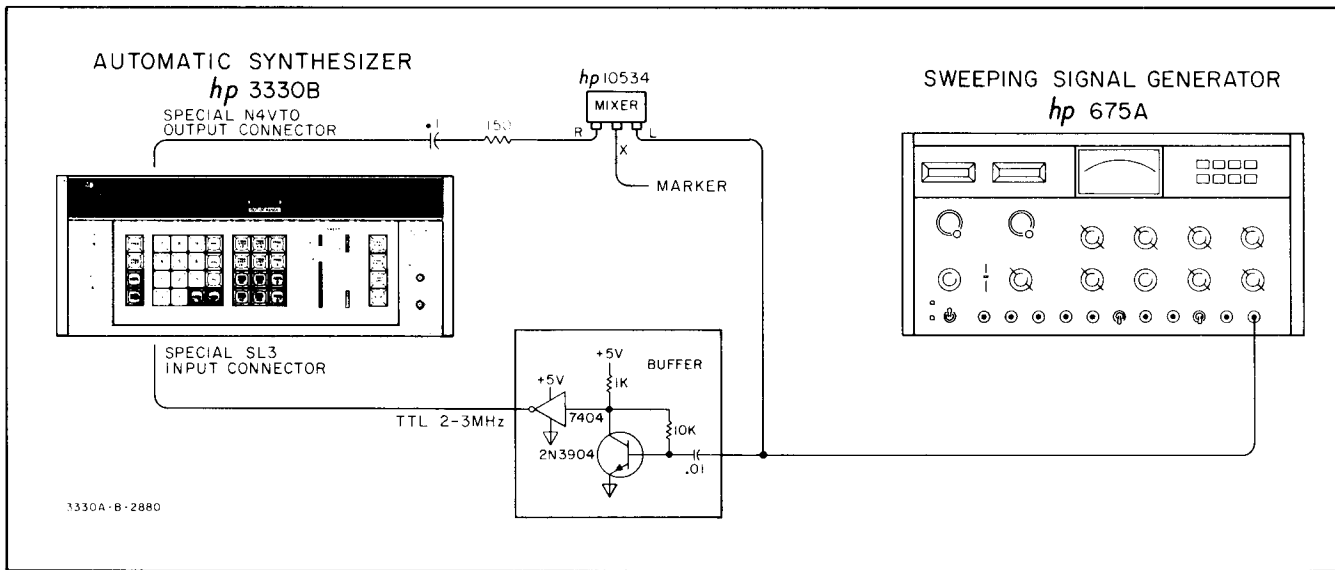 AUTOMATIC SYNTHESIZER
hp 3330B
SPECIAL N4VTO
OUTPUT CONNECTOR
.1
150
hp 10534
MIXER
R
X
L
MARKER
SWEEPING SIGNAL GENERATOR
hp 675A
SPECIAL SL3
INPUT CONNECTOR
TTL 2-3MHz
BUFFER
+5V
+5V
1K
7404
10K
2N3904
.01
3330A-B-2880